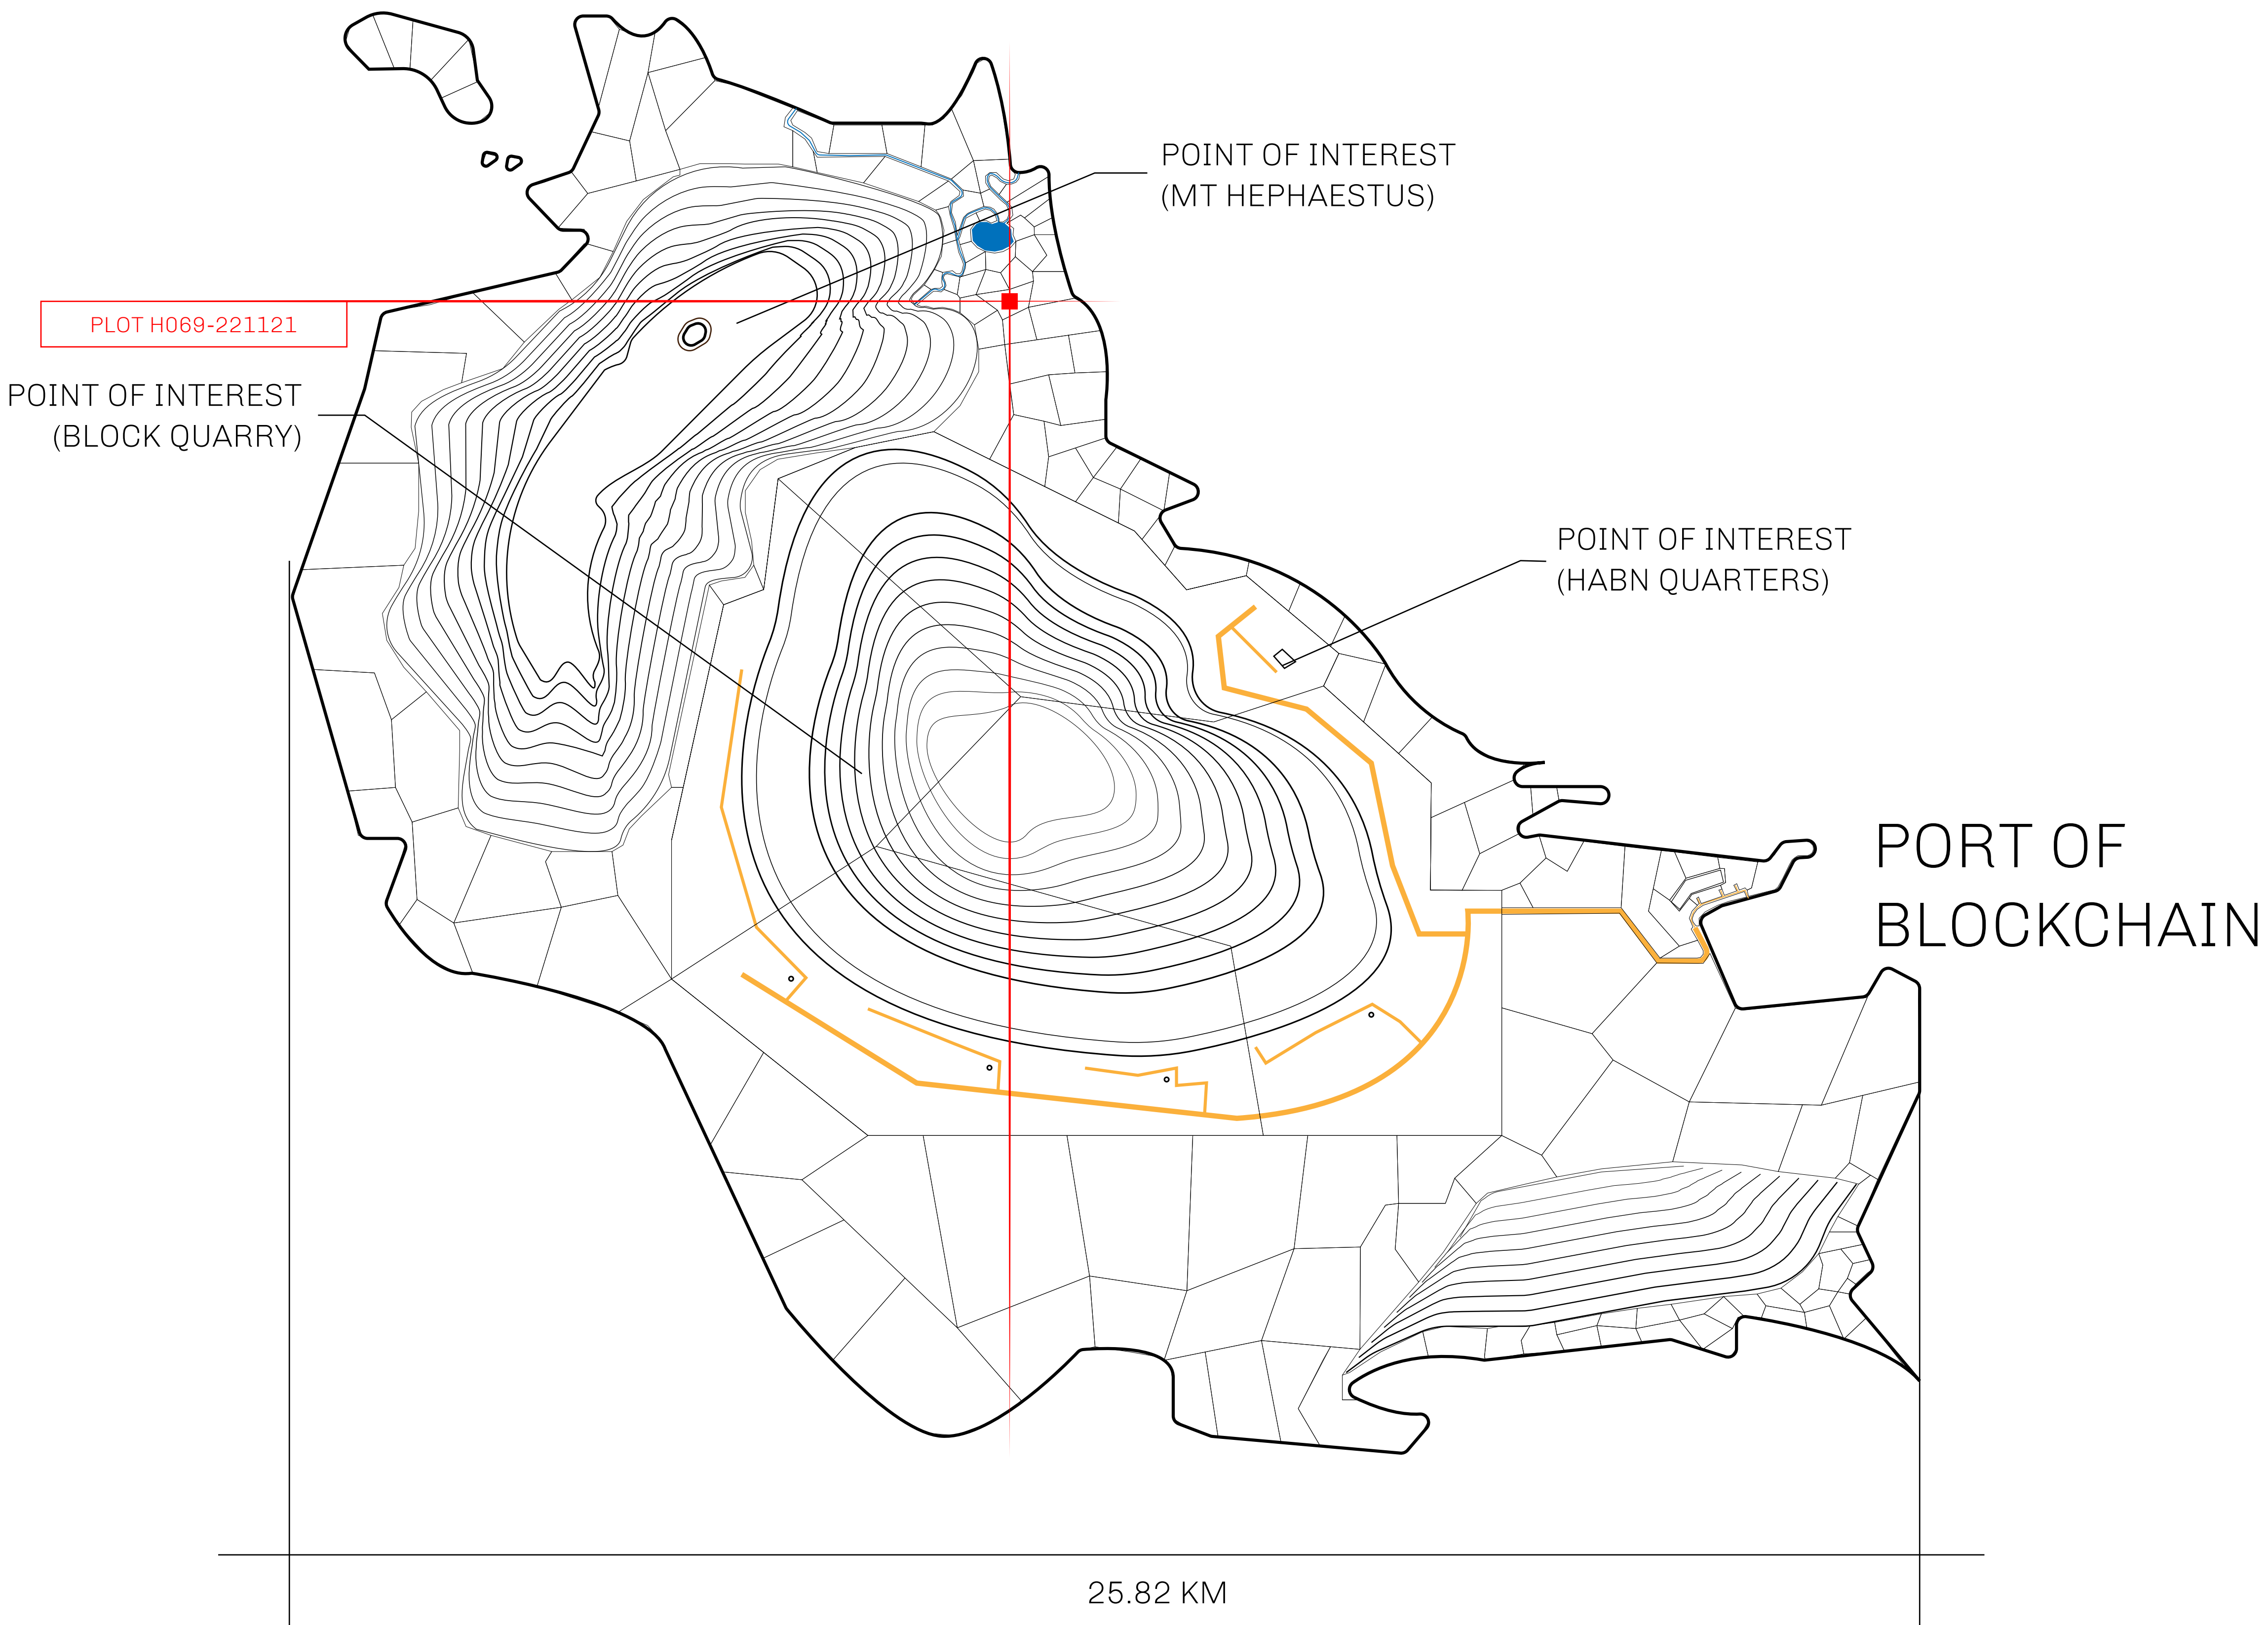 POINT OF INTEREST
(MT HEPHAESTUS)
PLOT H069-221121
POINT OF INTEREST
(BLOCK QUARRY)
POINT OF INTEREST
(HABN QUARTERS)
PORT OF
BLOCKCHAIN
25.82 KM